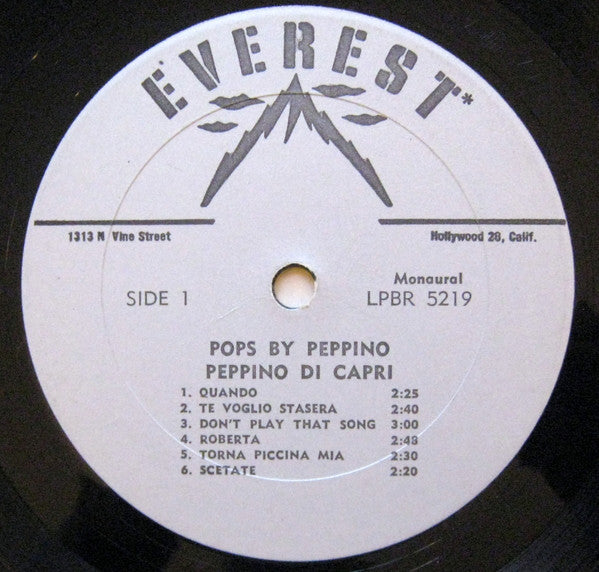 EVEREST*
1313 N Vine Street
Hollywood 28, Calif.
Monaural
SIDE 1
LPBR 5219
POPS BY PEPPINO
PEPPINO DI CAPRI
1. QUANDO 2:25
2. TE VOGLIO STASERA 2:40
3. DON'T PLAY THAT SONG 3:00
4. ROBERTA 2:48
5. TORNA PICCINA MIA 2:30
6. SCETATE 2:20